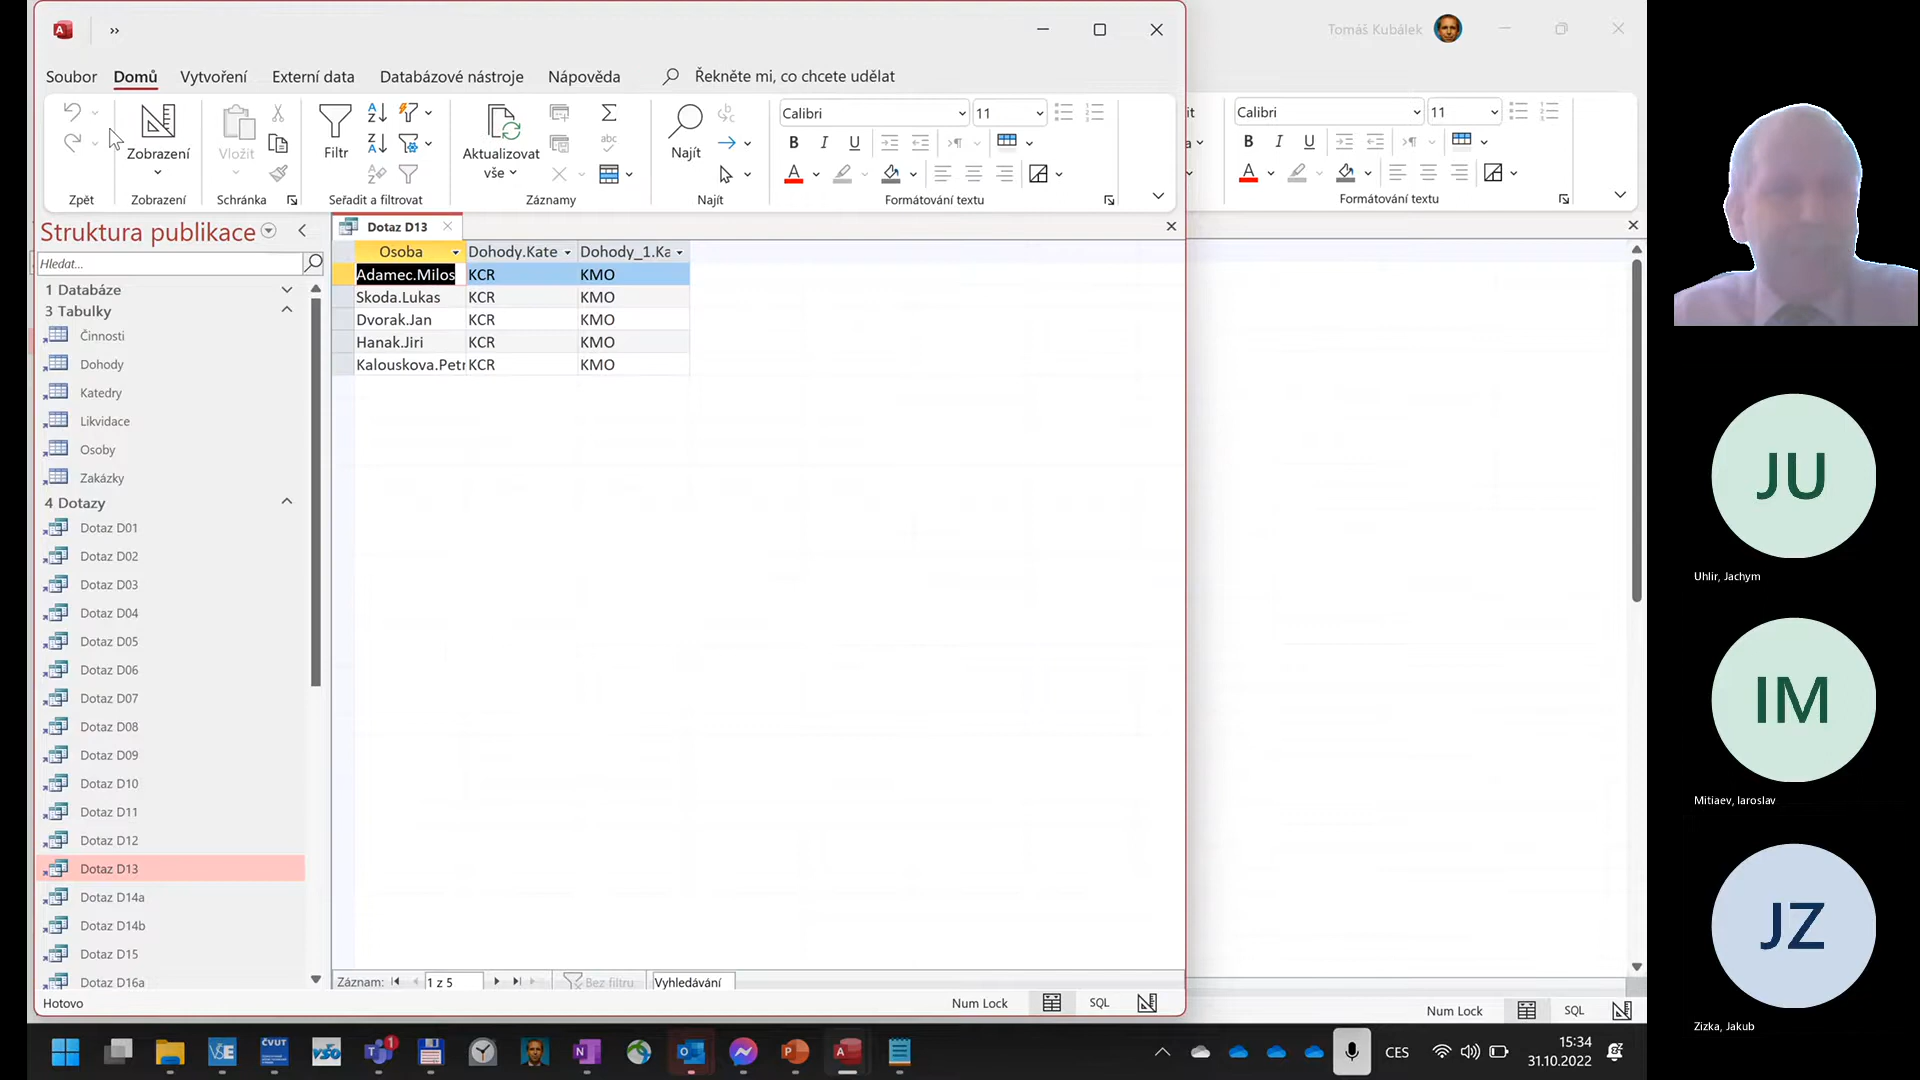 Tomáš Kubálek
Soubor Domů Vytvoření Externí data Databázové nástroje Nápověda Řekněte mi, co chcete udělat
Zobrazení
Vložit
Filtr
Aktualizovat
vše
Najít
Calibri 11
Calibri 11
Zpět Zobrazení Schránka Seřadit a filtrovat Záznamy Najít Formátování textu Formátování textu
Struktura publikace
Hledat...
1 Databáze
3 Tabulky
Činnosti
Dohody
Katedry
Likvidace
Osoby
Zakázky
4 Dotazy
Dotaz D01
Dotaz D02
Dotaz D03
Dotaz D04
Dotaz D05
Dotaz D06
Dotaz D07
Dotaz D08
Dotaz D09
Dotaz D10
Dotaz D11
Dotaz D12
Dotaz D13
Dotaz D14a
Dotaz D14b
Dotaz D15
Dotaz D16a
Dotaz D13
Osoba Dohody.Kate Dohody_1.Ka
Adamec.Milos KCR KMO
Skoda.Lukas KCR KMO
Dvorak.Jan KCR KMO
Hanak.Jiri KCR KMO
Kalouskova.Petr KCR KMO
Záznam: 1 z 5 Bez filtru Vyhledávání
Hotovo
Num Lock SQL
Num Lock SQL
CES
15:34
31.10.2022
JU
Uhlir, Jachym
IM
Mitiaev, Iaroslav
JZ
Zizka, Jakub